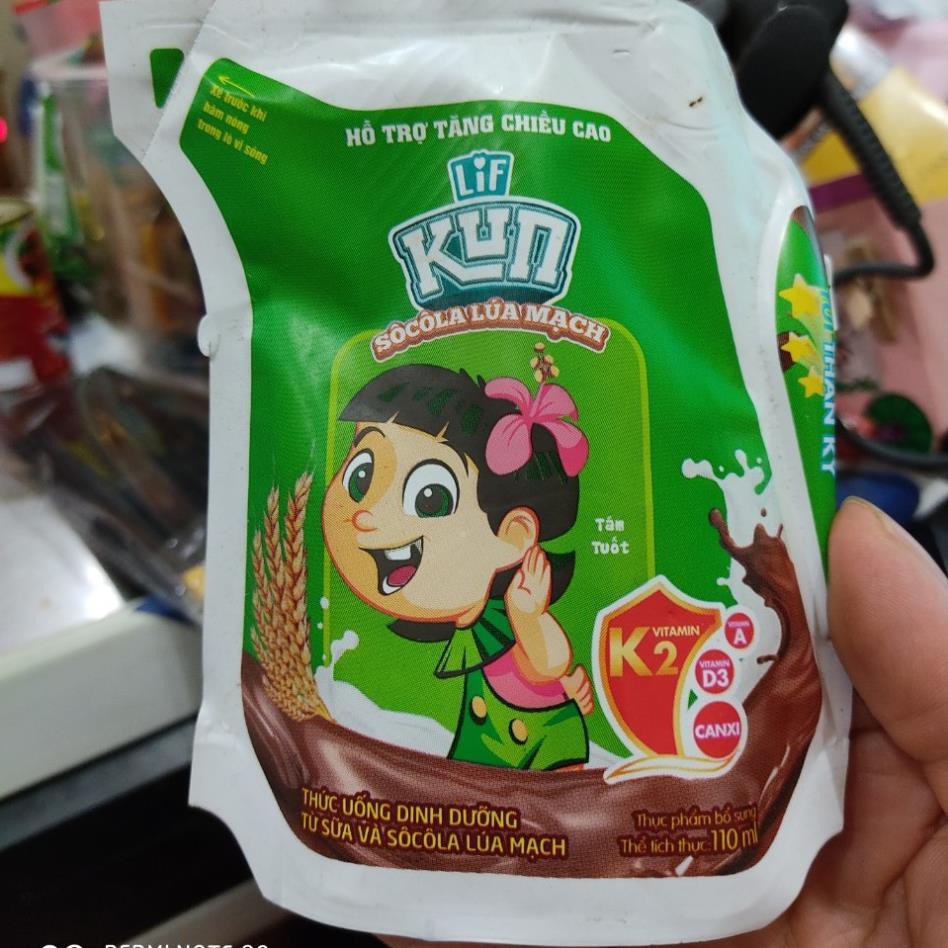 Xé trước khi
hâm nóng
trong lò vi sóng
HỖ TRỢ TĂNG CHIỀU CAO
LiF
KUN
SÔCÔLA LÚA MẠCH
Tám
Tuốt
VITAMIN
K2
VITAMIN
A
VITAMIN
D3
CANXI
THỨC UỐNG DINH DƯỠNG
TỪ SỮA VÀ SÔCÔLA LÚA MẠCH
Thực phẩm bổ sung
Thể tích thực: 110 ml
THẦN KỲ